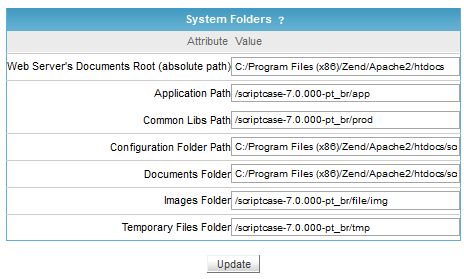 System Folders ?
Attribute Value
Web Server's Documents Root (absolute path) C:/Program Files (x86)/Zend/Apache2/htdocs
Application Path /scriptcase-7.0.000-pt_br/app
Common Libs Path /scriptcase-7.0.000-pt_br/prod
Configuration Folder Path C:/Program Files (x86)/Zend/Apache2/htdocs/sc
Documents Folder C:/Program Files (x86)/Zend/Apache2/htdocs/sc
Images Folder /scriptcase-7.0.000-pt_br/file/img
Temporary Files Folder /scriptcase-7.0.000-pt_br/tmp
Update